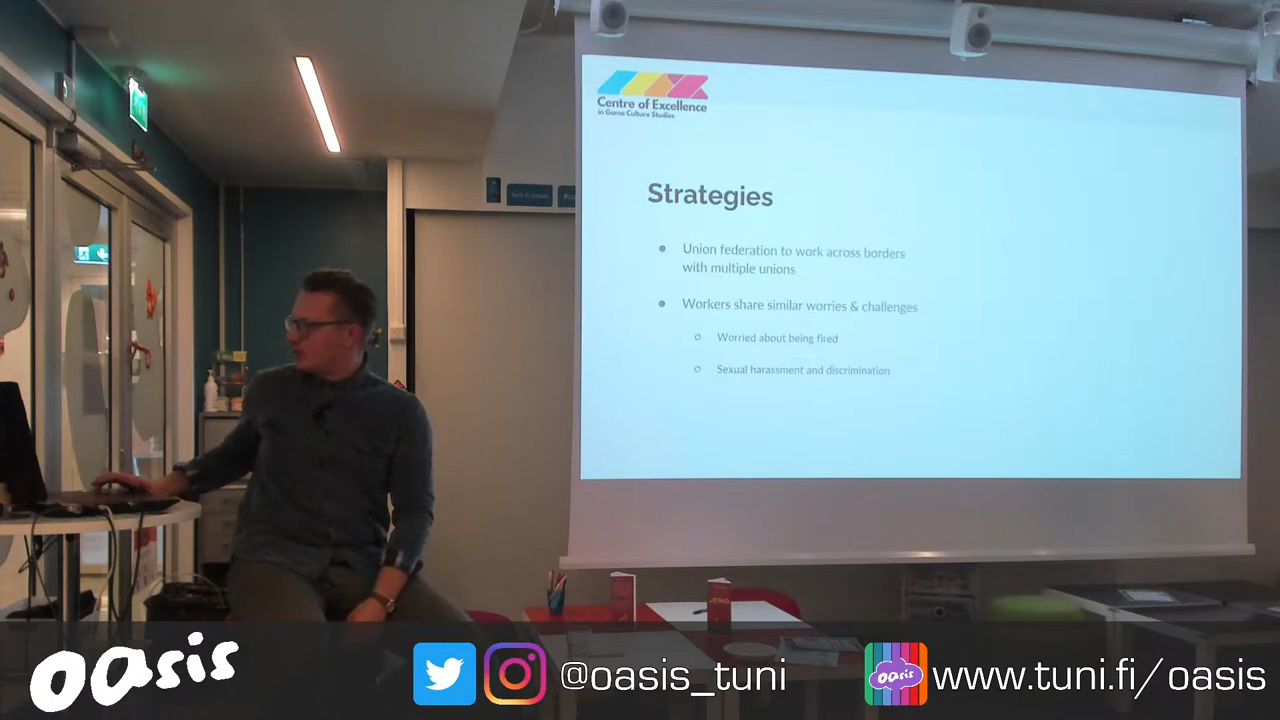 Centre of Excellence
in Game Culture Studies
Strategies
Union federation to work across borders
with multiple unions
Workers share similar worries & challenges
Worried about being fired
Sexual harassment and discrimination
oasis
@oasis_tuni
oasis
www.tuni.fi/oasis